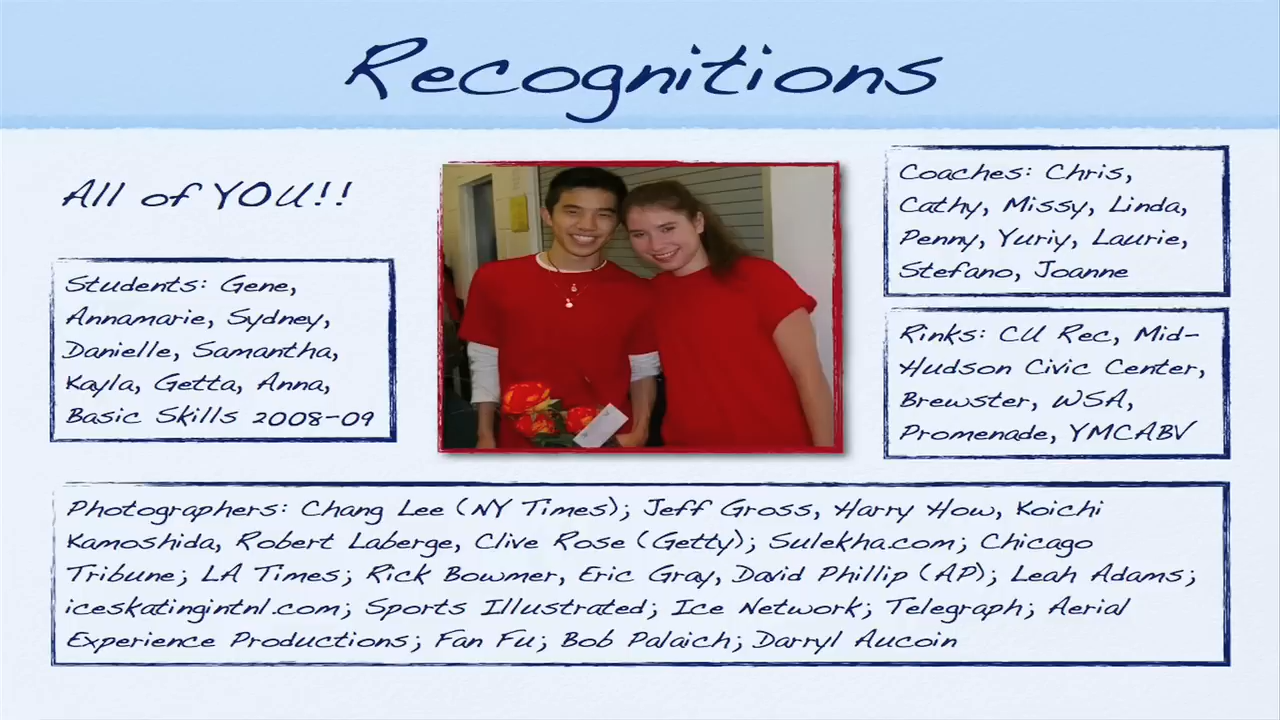 Recognitions
All of YOU!!
Students: Gene,
Annamarie, Sydney,
Danielle, Samantha,
Kayla, Getta, Anna,
Basic Skills 2008-09
Coaches: Chris,
Cathy, Missy, Linda,
Penny, Yuriy, Laurie,
Stefano, Joanne
Rinks: CU Rec, Mid-
Hudson Civic Center,
Brewster, WSA,
Promenade, YMCABV
Photographers: Chang Lee (NY Times); Jeff Gross, Harry How, Koichi
Kamoshida, Robert Laberge, Clive Rose (Getty); Sulekha.com; Chicago
Tribune; LA Times; Rick Bowmer, Eric Gray, David Phillip (AP); Leah Adams;
iceskatingintnl.com; Sports Illustrated; Ice Network; Telegraph; Aerial
Experience Productions; Fan Fu; Bob Palaich; Darryl Aucoin